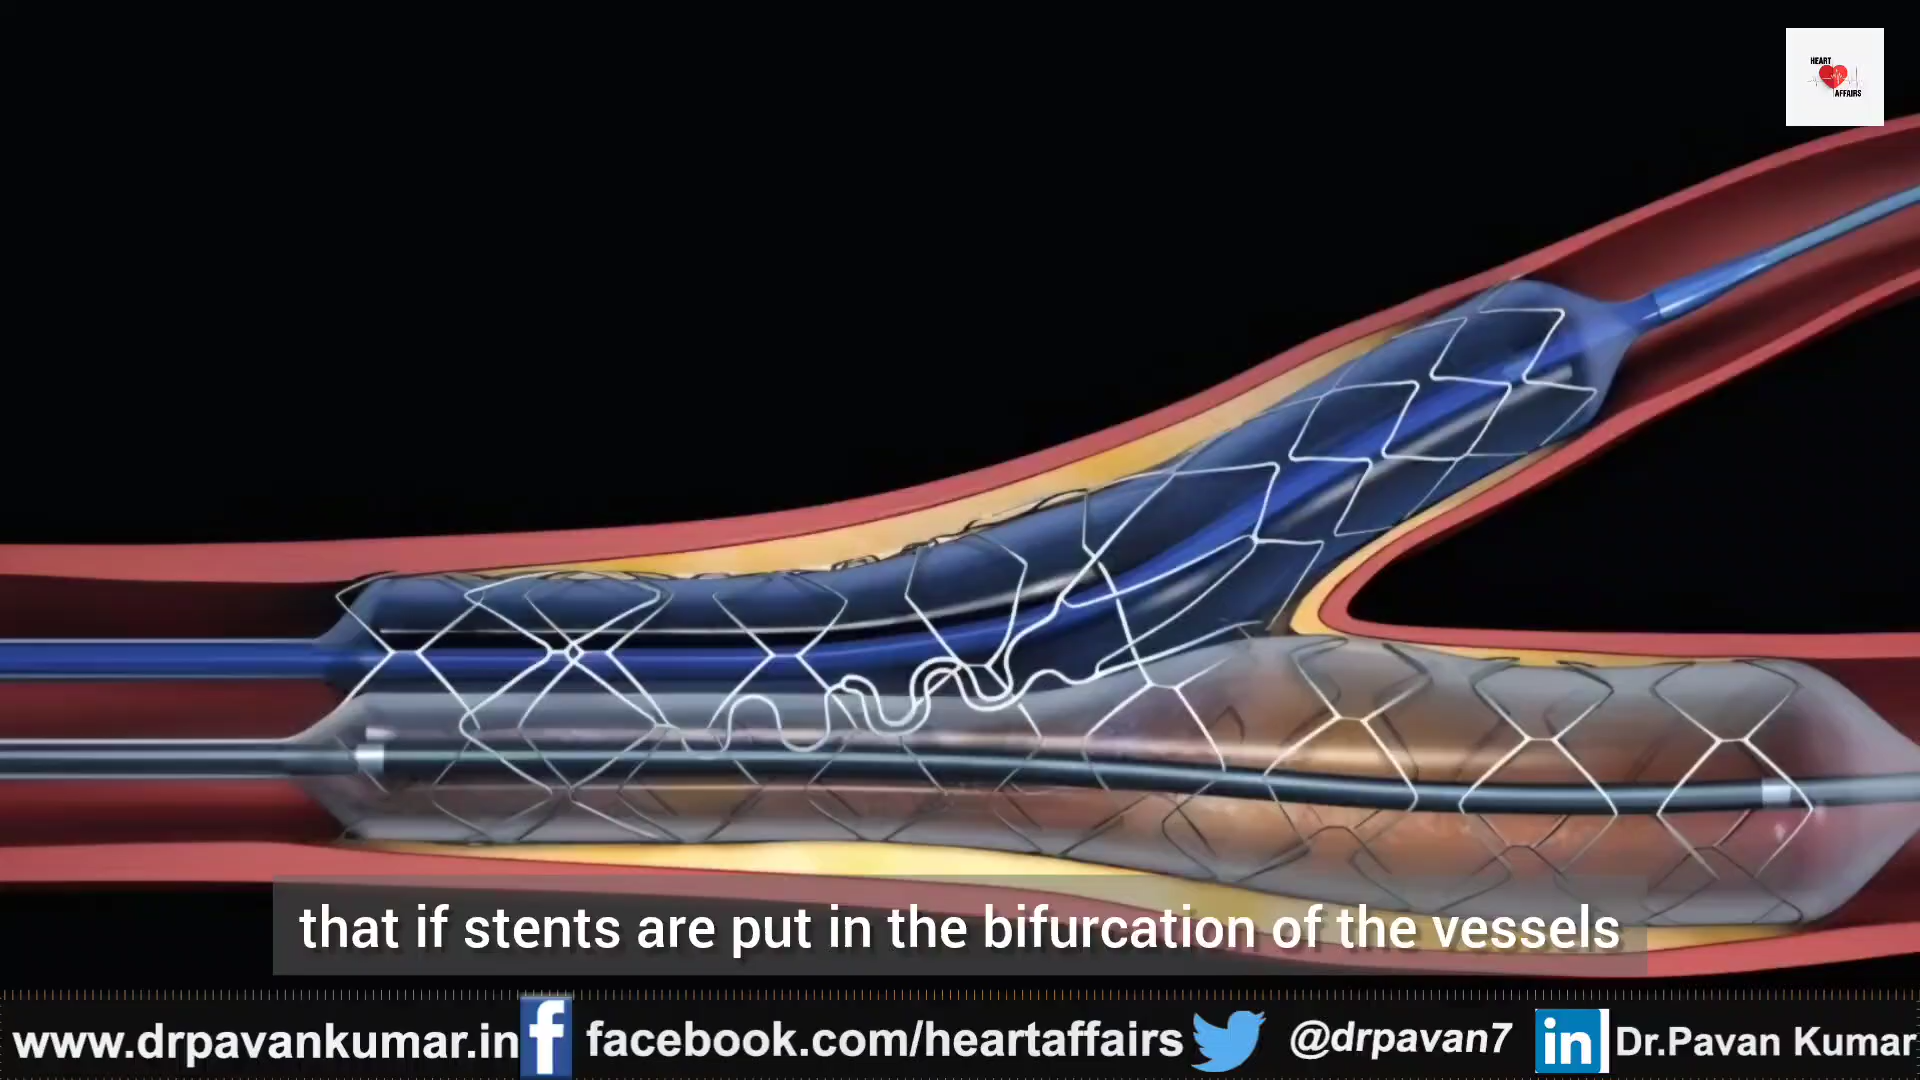 HEART
AFFAIRS
that if stents are put in the bifurcation of the vessels
www.drpavankumar.in f facebook.com/heartaffairs @drpavan7 in Dr.Pavan Kumar